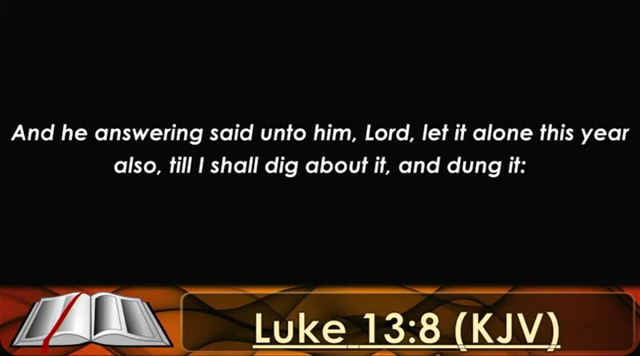 And he answering said unto him, Lord, let it alone this year
also, till I shall dig about it, and dung it:
Luke 13:8 (KJV)